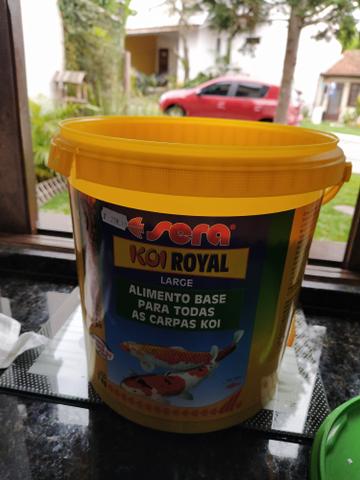 sera
KOI ROYAL
LARGE
ALIMENTO BASE
PARA TODAS
AS CARPAS KOI